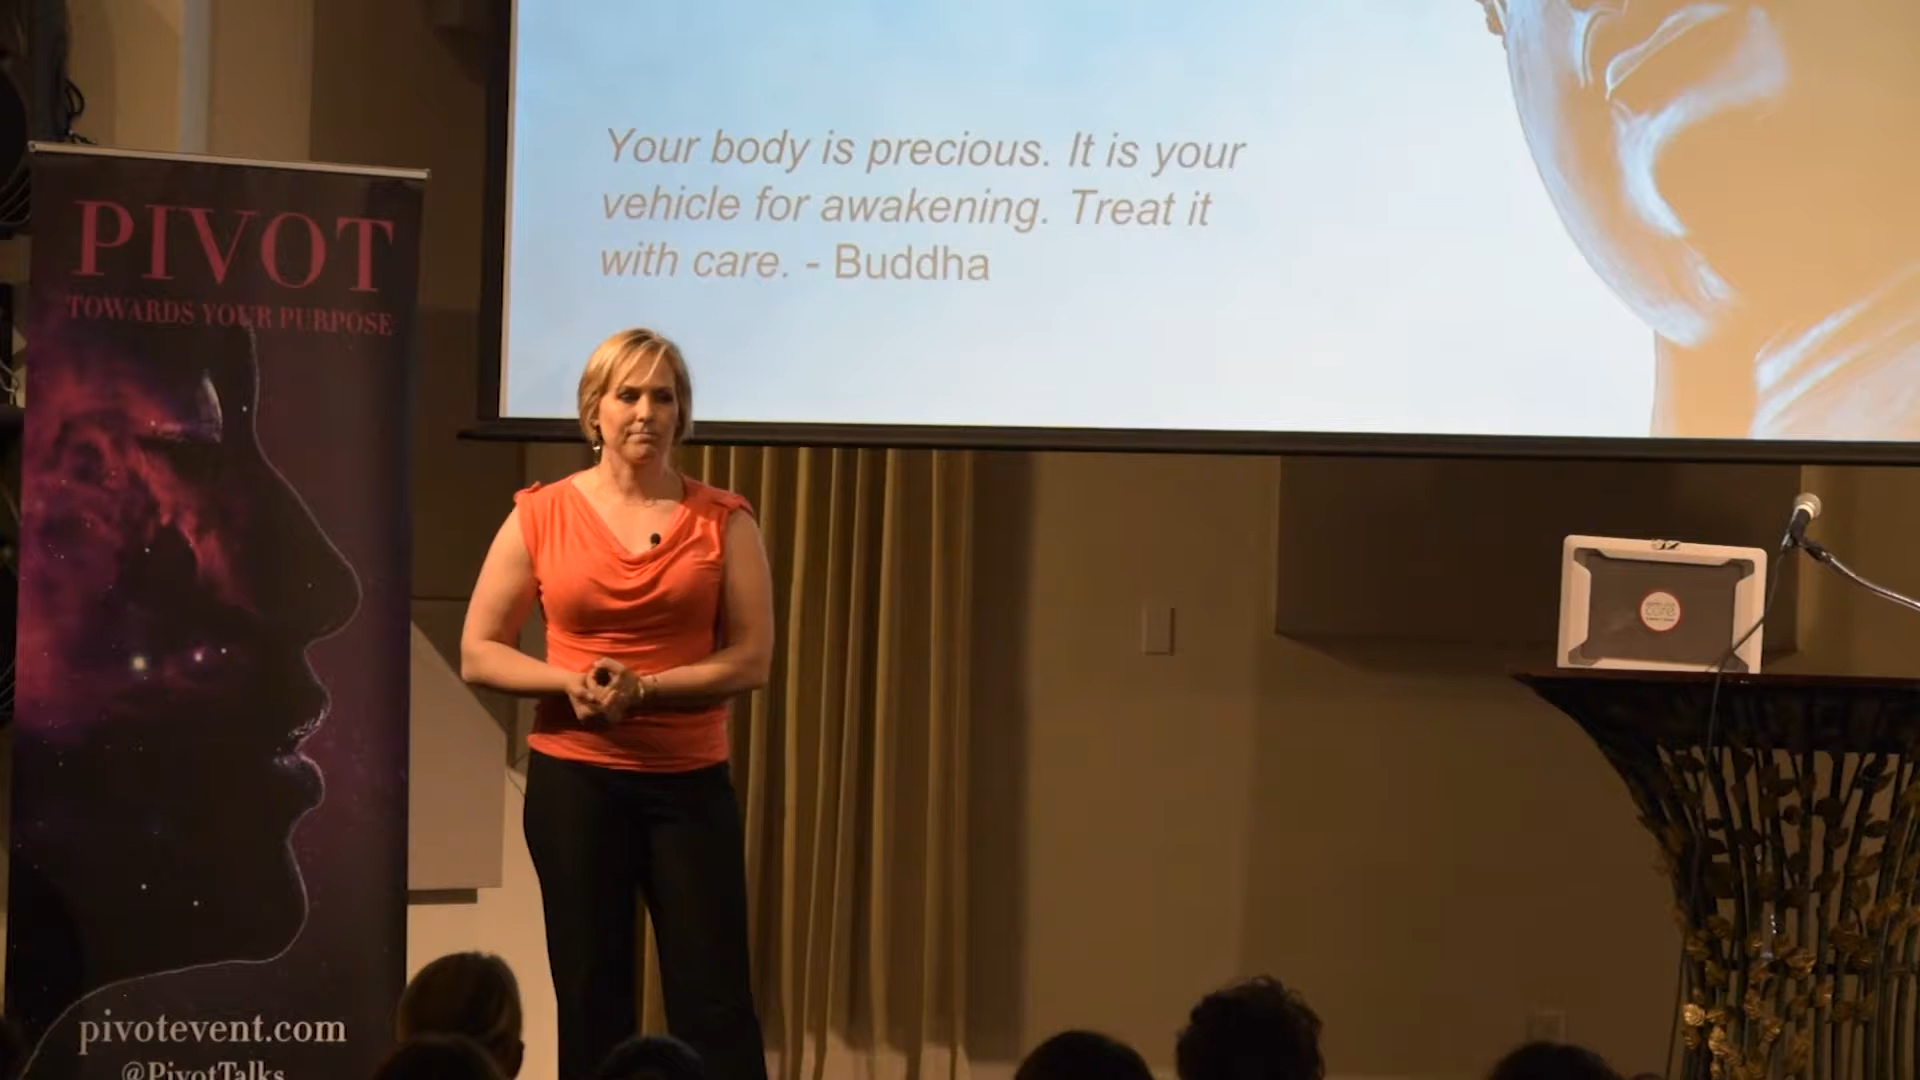 Your body is precious. It is your
vehicle for awakening. Treat it
with care. - Buddha
PIVOT
TOWARDS YOUR PURPOSE
pivotevent.com
@PivotTalks
core